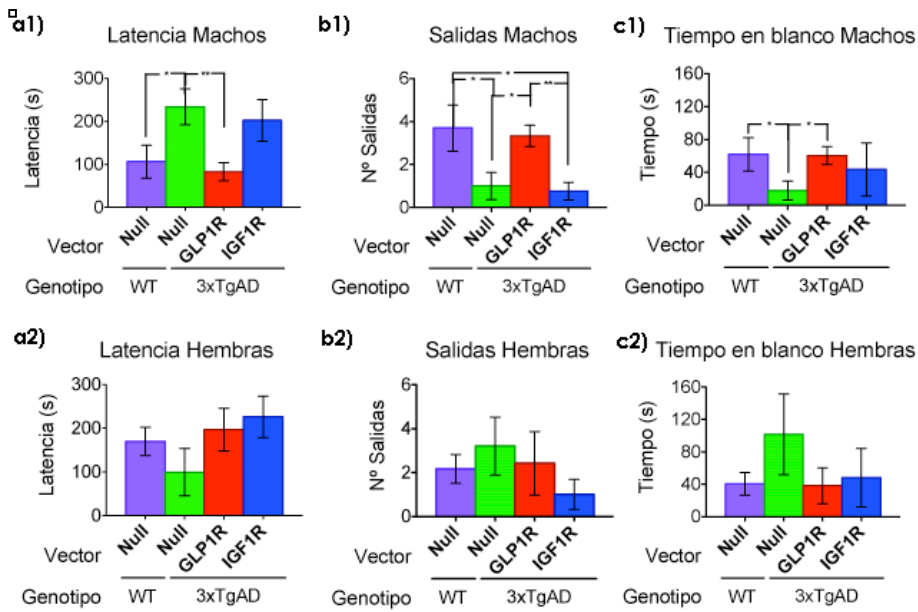 a1)
Latencia Machos
Latencia (s)
300
200
100
0
*
**
Null
Null
GLP1R
IGF1R
Vector
Genotipo
WT
3xTgAD
b1)
Salidas Machos
Nº Salidas
6
4
2
0
*
*
*
**
Null
Null
GLP1R
IGF1R
Vector
Genotipo
WT
3xTgAD
c1)
Tiempo en blanco Machos
Tiempo (s)
160
120
80
40
0
*
*
Null
Null
GLP1R
IGF1R
Vector
Genotipo
WT
3xTgAD
a2)
Latencia Hembras
Latencia (s)
300
200
100
0
Null
Null
GLP1R
IGF1R
Vector
Genotipo
WT
3xTgAD
b2)
Salidas Hembras
Nº Salidas
6
4
2
0
Null
Null
GLP1R
IGF1R
Vector
Genotipo
WT
3xTgAD
c2)
Tiempo en blanco Hembras
Tiempo (s)
160
120
80
40
0
Null
Null
GLP1R
IGF1R
Vector
Genotipo
WT
3xTgAD